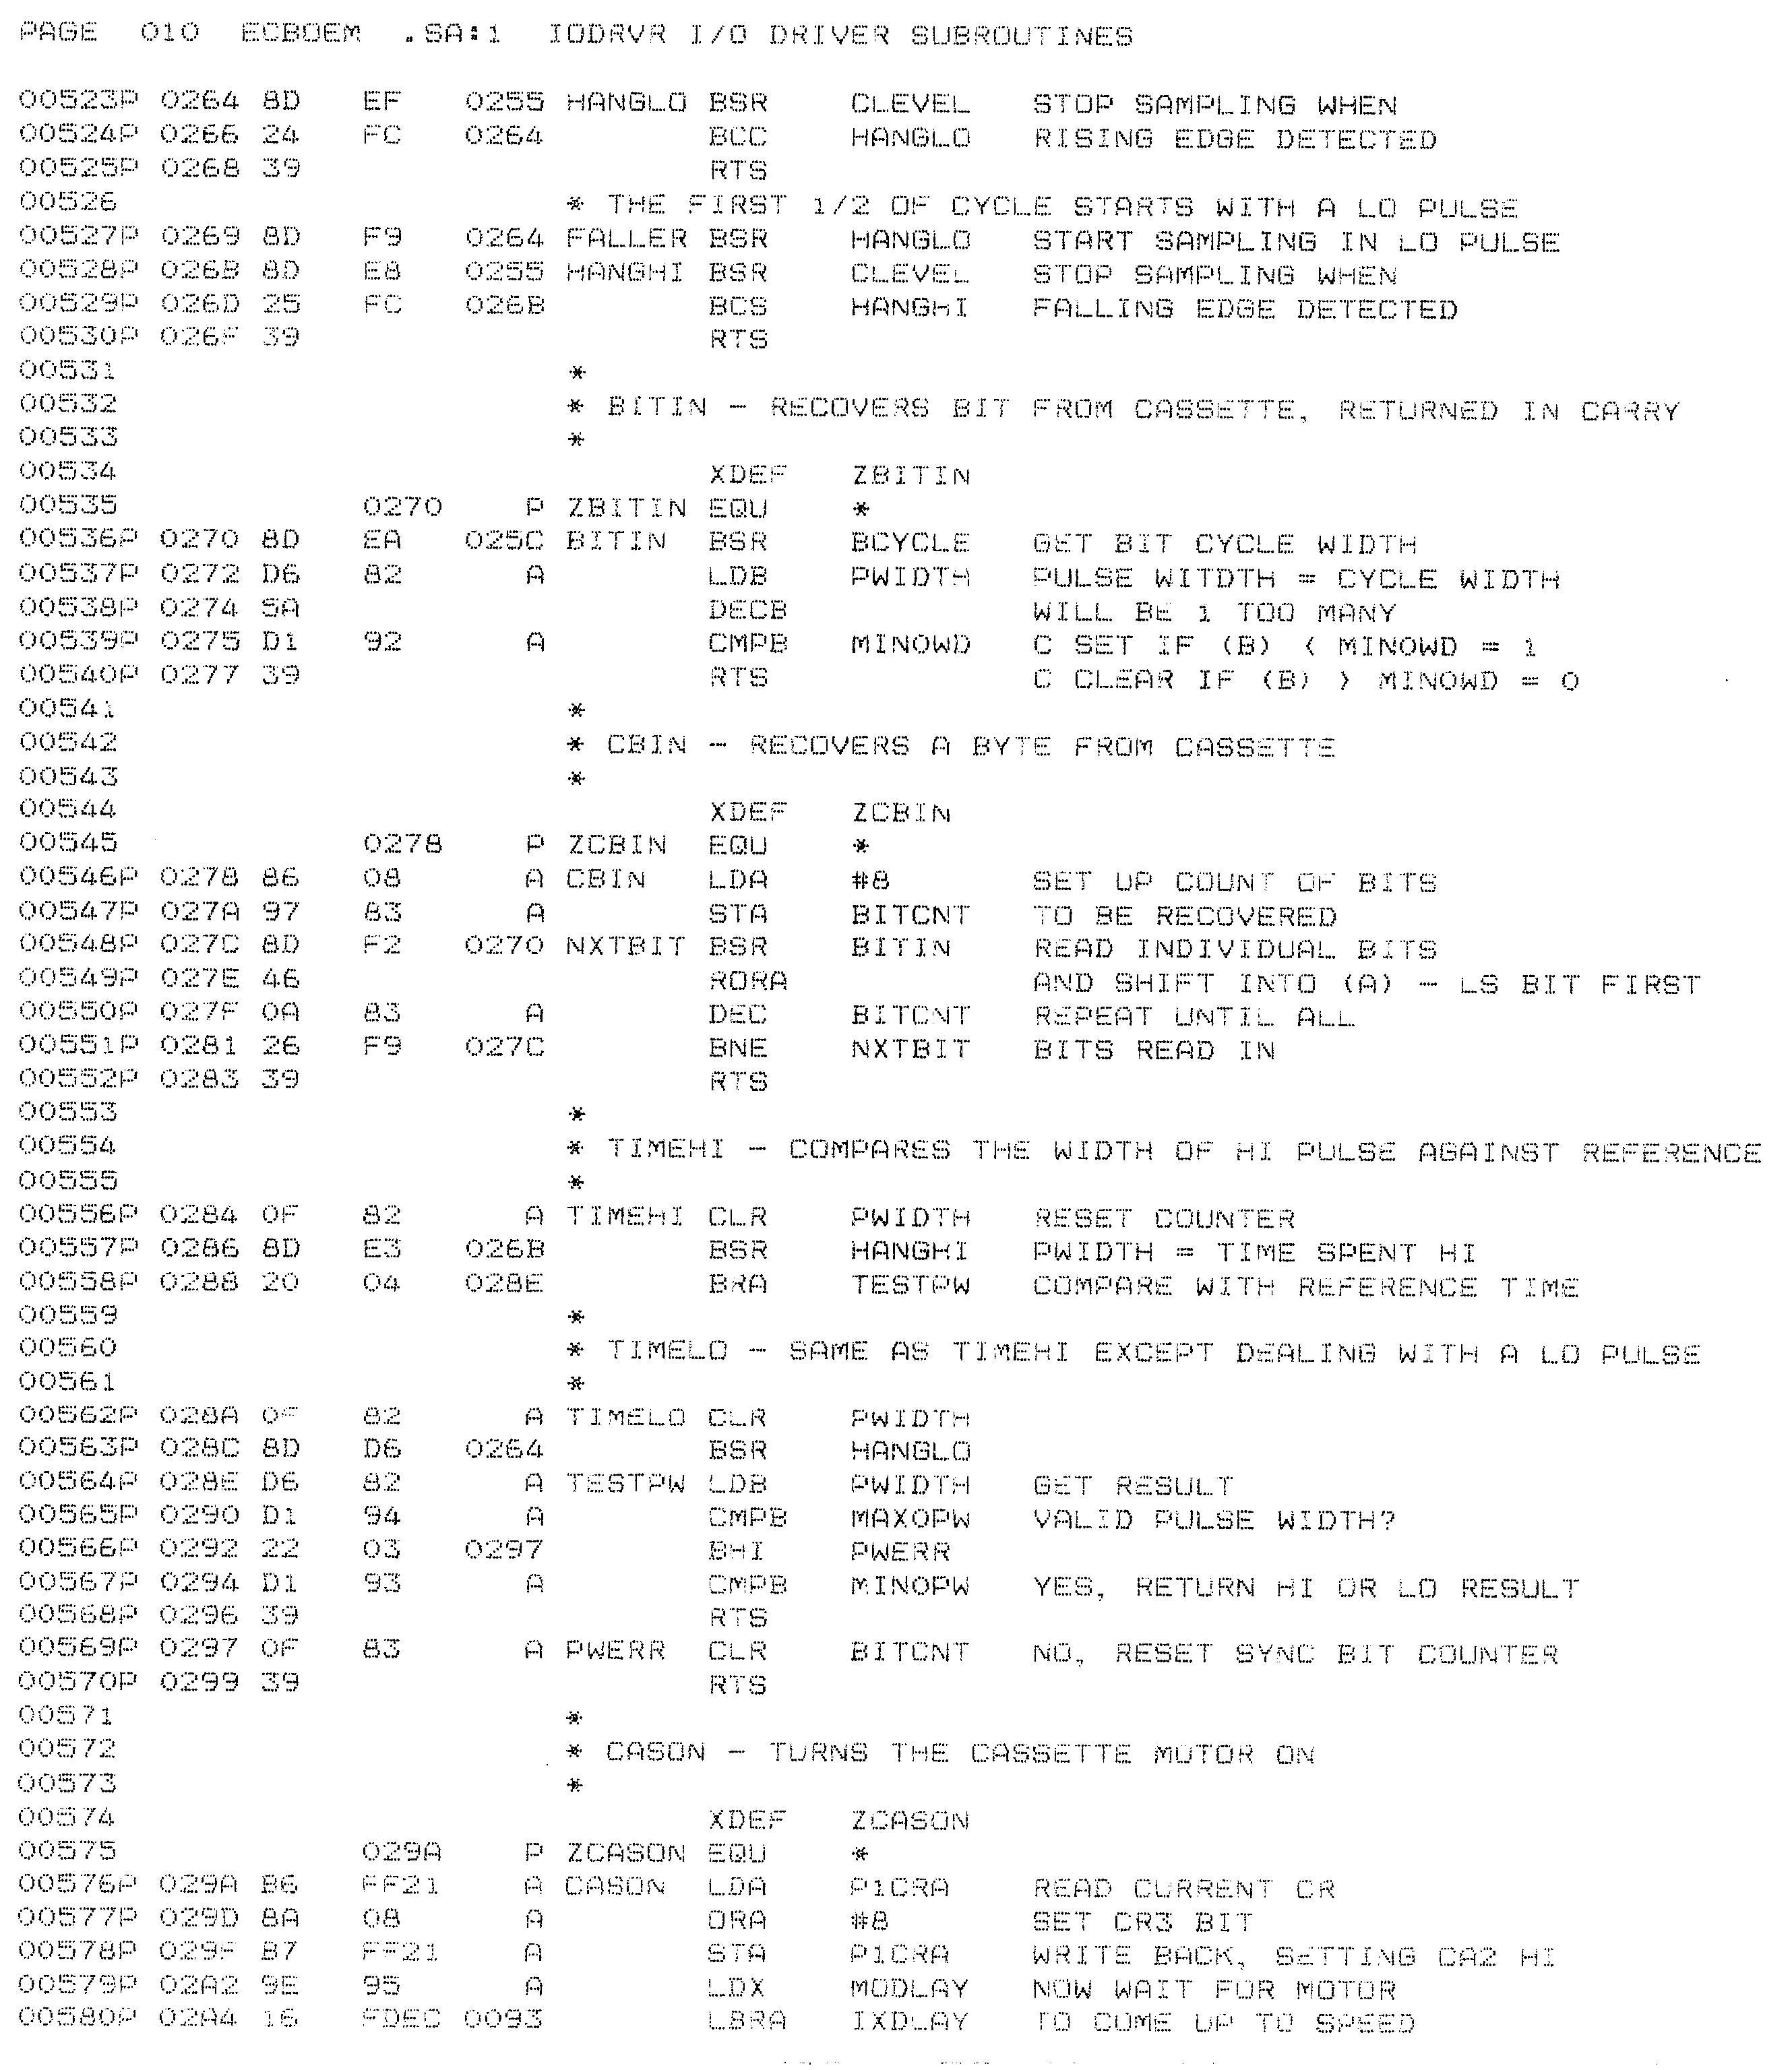 PAGE  010  ECBOEM  .SA:1  IODRVR I/O DRIVER SUBROUTINES
00523P 0264 8D   EF   0255 HANGLO BSR    CLEVEL   STOP SAMPLING WHEN
00524P 0266 24   FC   0264        BCC    HANGLO   RISING EDGE DETECTED
00525P 0268 39                    RTS
00526                      * THE FIRST 1/2 OF CYCLE STARTS WITH A LO PULSE
00527P 0269 8D   F9   0264 FALLER BSR    HANGLO   START SAMPLING IN LO PULSE
00528P 026B 8D   E8   0255 HANGHI BSR    CLEVEL   STOP SAMPLING WHEN
00529P 026D 25   FC   026B        BCS    HANGHI   FALLING EDGE DETECTED
00530P 026F 39                    RTS
00531                      *
00532                      * BITIN - RECOVERS BIT FROM CASSETTE, RETURNED IN CARRY
00533                      *
00534                             XDEF   ZBITIN
00535            0270    P ZBITIN EQU    *
00536P 0270 8D   EA   025C BITIN  BSR    BCYCLE   GET BIT CYCLE WIDTH
00537P 0272 D6   82      A        LDB    PWIDTH   PULSE WITDTH = CYCLE WIDTH
00538P 0274 5A                    DECB            WILL BE 1 TOO MANY
00539P 0275 D1   92      A        CMPB   MINOWD   C SET IF (B) < MINOWD = 1
00540P 0277 39                    RTS             C CLEAR IF (B) > MINOWD = 0
00541                      *
00542                      * CBIN - RECOVERS A BYTE FROM CASSETTE
00543                      *
00544                             XDEF   ZCBIN
00545            0278    P ZCBIN  EQU    *
00546P 0278 86   08      A CBIN   LDA    #8       SET UP COUNT OF BITS
00547P 027A 97   83      A        STA    BITCNT   TO BE RECOVERED
00548P 027C 8D   F2   0270 NXTBIT BSR    BITIN    READ INDIVIDUAL BITS
00549P 027E 46                    RORA            AND SHIFT INTO (A) - LS BIT FIRST
00550P 027F 0A   83      A        DEC    BITCNT   REPEAT UNTIL ALL
00551P 0281 26   F9   027C        BNE    NXTBIT   BITS READ IN
00552P 0283 39                    RTS
00553                      *
00554                      * TIMEHI - COMPARES THE WIDTH OF HI PULSE AGAINST REFERENCE
00555                      *
00556P 0284 0F   82      A TIMEHI CLR    PWIDTH   RESET COUNTER
00557P 0286 8D   E3   026B        BSR    HANGHI   PWIDTH = TIME SPENT HI
00558P 0288 20   04   028E        BRA    TESTPW   COMPARE WITH REFERENCE TIME
00559                      *
00560                      * TIMELO - SAME AS TIMEHI EXCEPT DEALING WITH A LO PULSE
00561                      *
00562P 028A 0F   82      A TIMELO CLR    PWIDTH
00563P 028C 8D   D6   0264        BSR    HANGLO
00564P 028E D6   82      A TESTPW LDB    PWIDTH   GET RESULT
00565P 0290 D1   94      A        CMPB   MAXOPW   VALID PULSE WIDTH?
00566P 0292 22   03   0297        BHI    PWERR
00567P 0294 D1   93      A        CMPB   MINOPW   YES, RETURN HI OR LO RESULT
00568P 0296 39                    RTS
00569P 0297 0F   83      A PWERR  CLR    BITCNT   NO, RESET SYNC BIT COUNTER
00570P 0299 39                    RTS
00571                      *
00572                      * CASON - TURNS THE CASSETTE MOTOR ON
00573                      *
00574                             XDEF   ZCASON
00575            029A    P ZCASON EQU    *
00576P 029A B6   FF21    A CASON  LDA    P1CRA    READ CURRENT CR
00577P 029D 8A   08      A        ORA    #8       SET CR3 BIT
00578P 029F B7   FF21    A        STA    P1CRA    WRITE BACK, SETTING CA2 HI
00579P 02A2 9E   95      A        LDX    MODLAY   NOW WAIT FOR MOTOR
00580P 02A4 16   FDEC 0093        LBRA   IXDLAY   TO COME UP TO SPEED